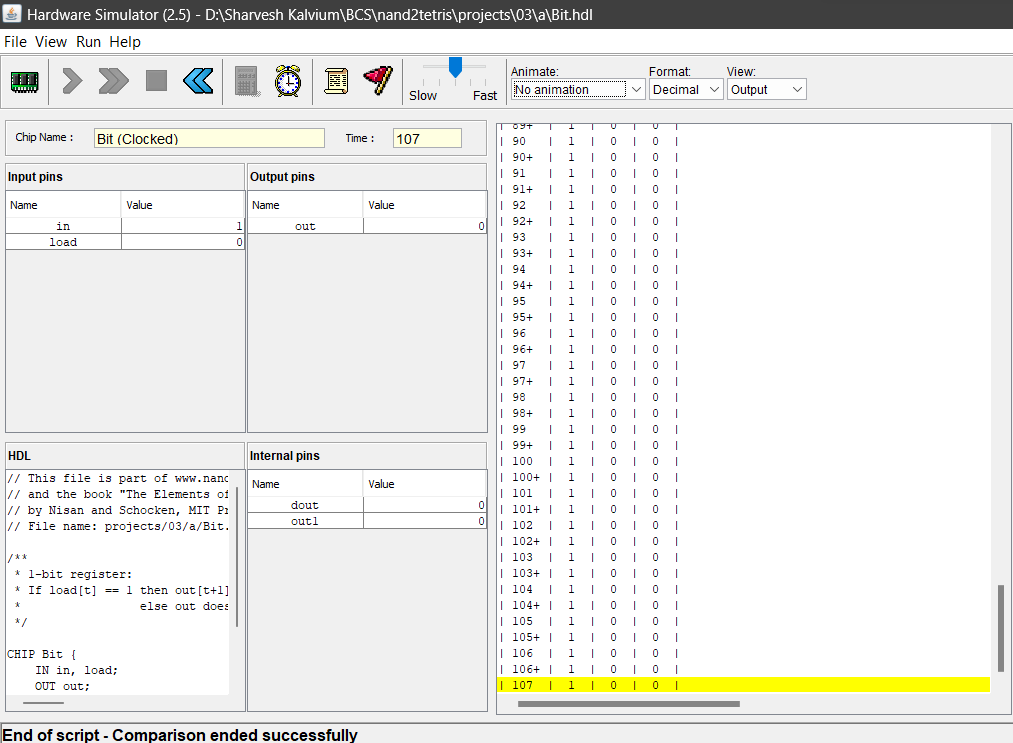 Hardware Simulator (2.5) - D:\Sharvesh Kalvium\BCS\nand2tetris\projects\03\a\Bit.hdl
File View Run Help
Slow Fast
Animate: Format: View:
No animation Decimal Output
Chip Name : Bit (Clocked) Time : 107
Input pins
Name Value
in 1
load 0
Output pins
Name Value
out 0
HDL
// This file is part of www.nand
// and the book "The Elements of
// by Nisan and Schocken, MIT Pr
// File name: projects/03/a/Bit.
/**
* 1-bit register:
* If load[t] == 1 then out[t+1]
* else out does
*/
CHIP Bit {
IN in, load;
OUT out;
Internal pins
Name Value
dout 0
out1 0
| 89+ | 1 | 0 | 0 |
| 90 | 1 | 0 | 0 |
| 90+ | 1 | 0 | 0 |
| 91 | 1 | 0 | 0 |
| 91+ | 1 | 0 | 0 |
| 92 | 1 | 0 | 0 |
| 92+ | 1 | 0 | 0 |
| 93 | 1 | 0 | 0 |
| 93+ | 1 | 0 | 0 |
| 94 | 1 | 0 | 0 |
| 94+ | 1 | 0 | 0 |
| 95 | 1 | 0 | 0 |
| 95+ | 1 | 0 | 0 |
| 96 | 1 | 0 | 0 |
| 96+ | 1 | 0 | 0 |
| 97 | 1 | 0 | 0 |
| 97+ | 1 | 0 | 0 |
| 98 | 1 | 0 | 0 |
| 98+ | 1 | 0 | 0 |
| 99 | 1 | 0 | 0 |
| 99+ | 1 | 0 | 0 |
| 100 | 1 | 0 | 0 |
| 100+ | 1 | 0 | 0 |
| 101 | 1 | 0 | 0 |
| 101+ | 1 | 0 | 0 |
| 102 | 1 | 0 | 0 |
| 102+ | 1 | 0 | 0 |
| 103 | 1 | 0 | 0 |
| 103+ | 1 | 0 | 0 |
| 104 | 1 | 0 | 0 |
| 104+ | 1 | 0 | 0 |
| 105 | 1 | 0 | 0 |
| 105+ | 1 | 0 | 0 |
| 106 | 1 | 0 | 0 |
| 106+ | 1 | 0 | 0 |
| 107 | 1 | 0 | 0 |
End of script - Comparison ended successfully